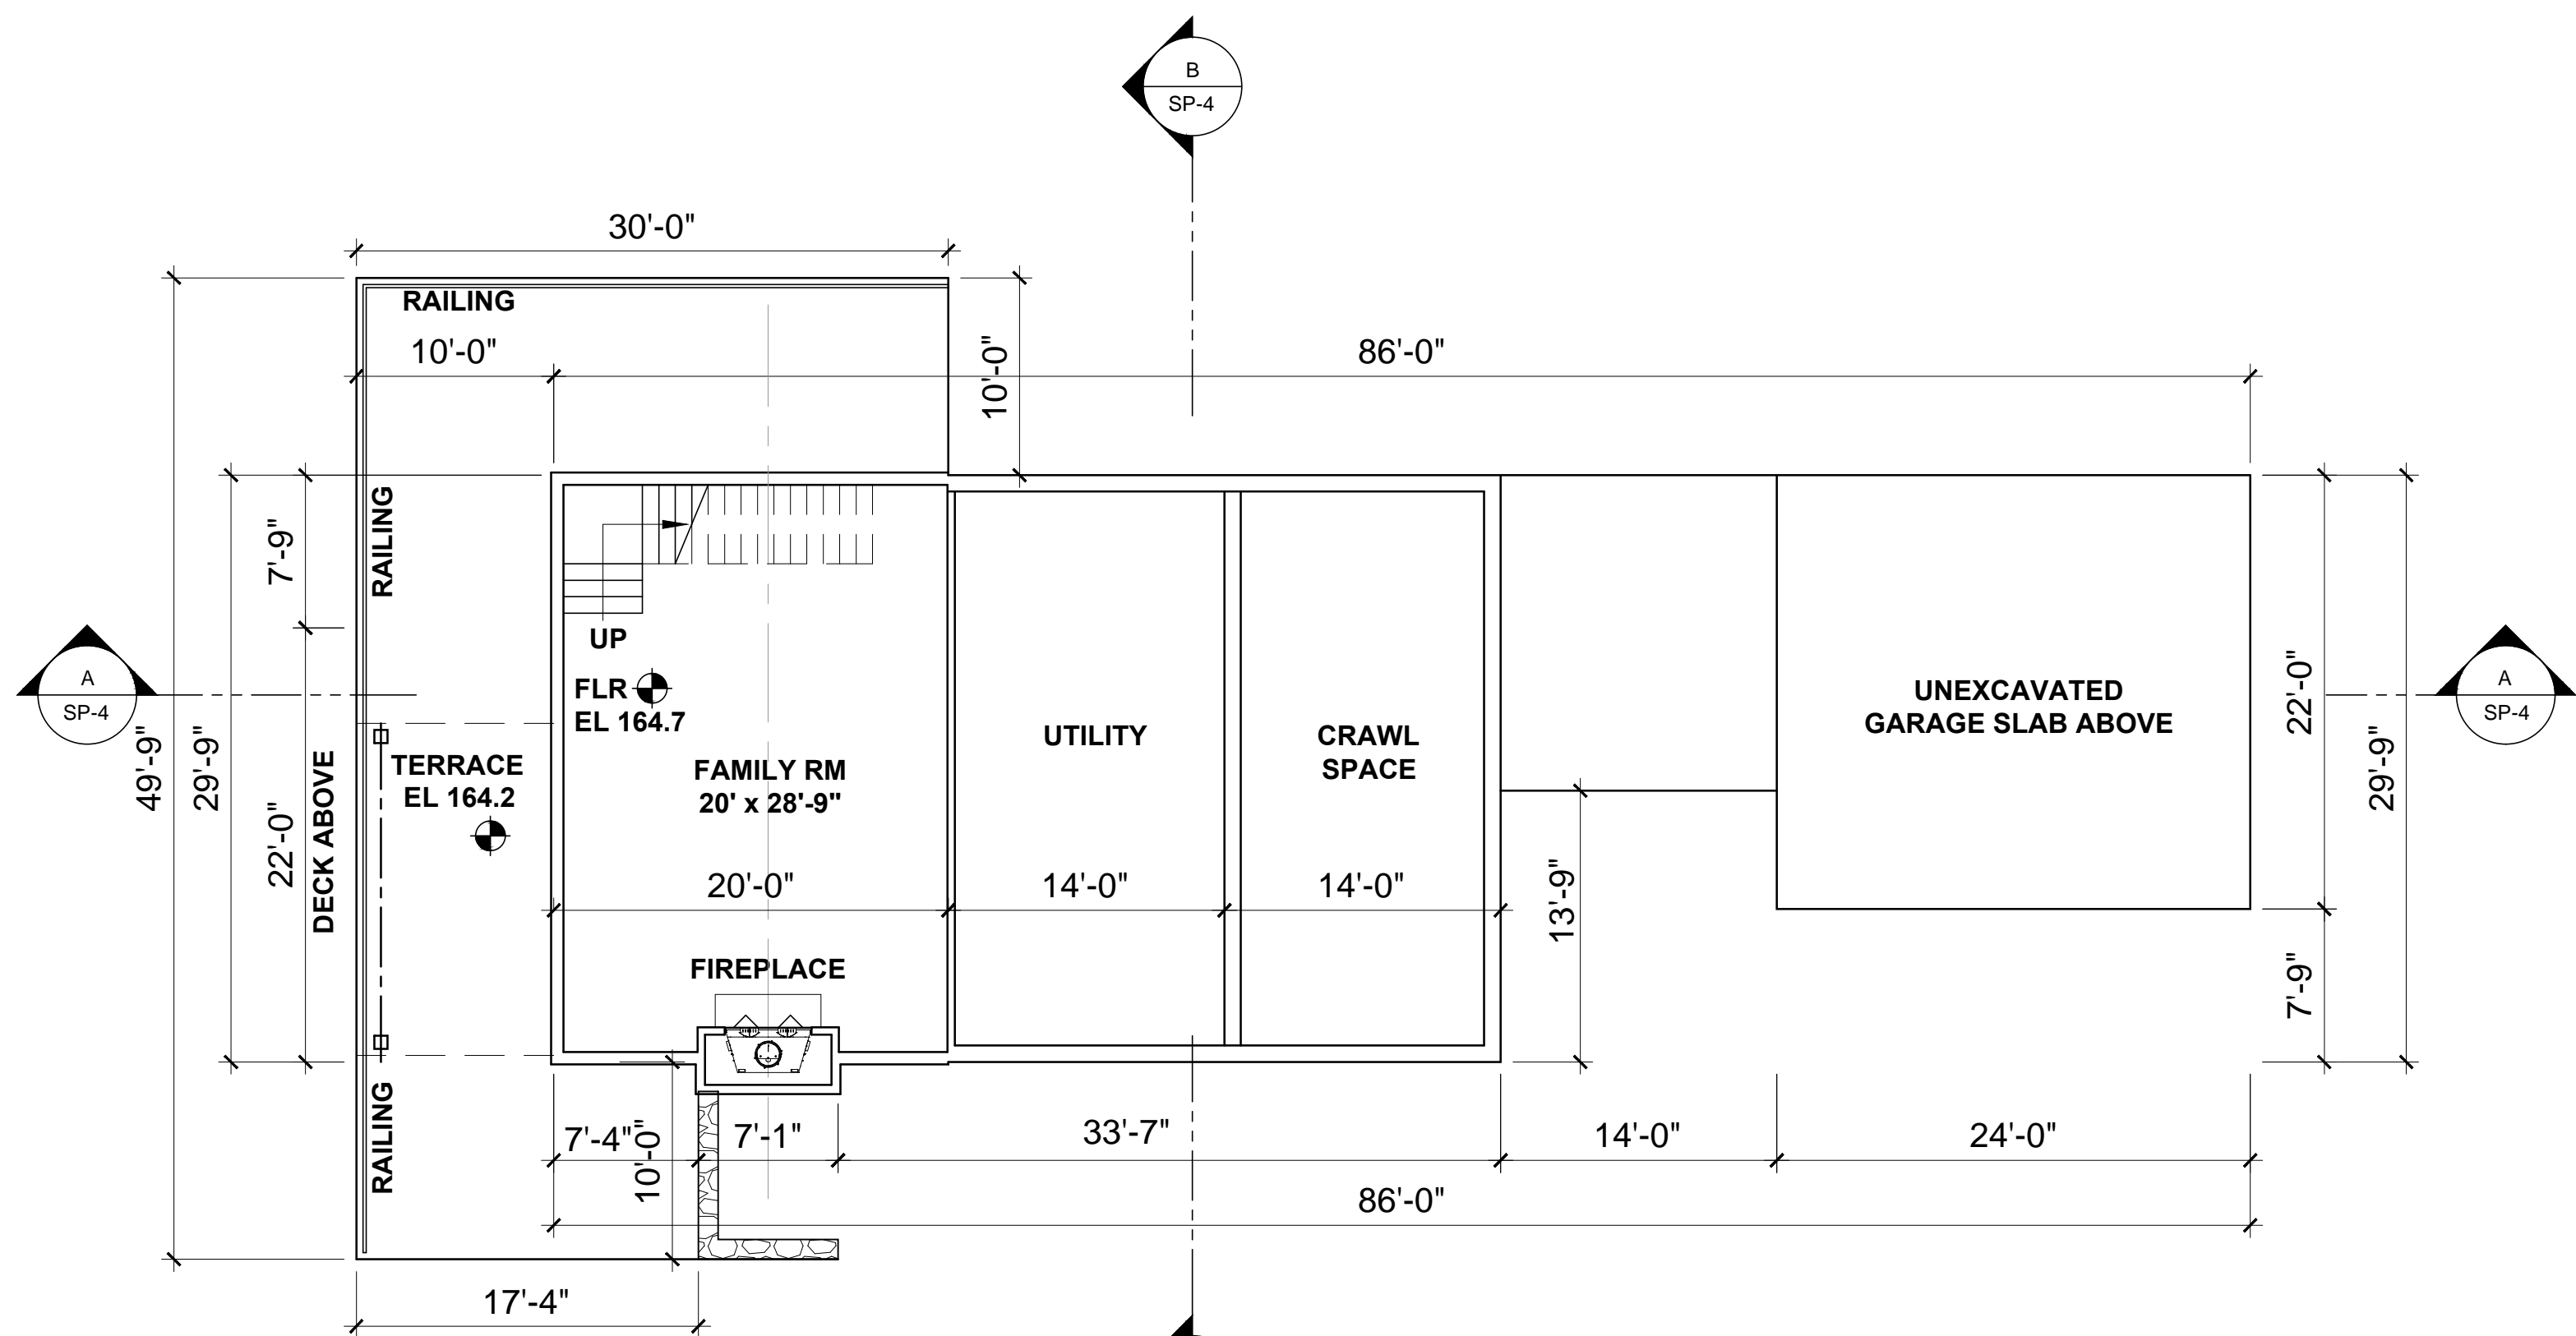 B
SP-4
30'-0"
RAILING
10'-0"
10'-0"
86'-0"
7'-9"
RAILING
UP
A
SP-4
FLR
EL 164.7
UNEXCAVATED
GARAGE SLAB ABOVE
22'-0"
A
SP-4
49'-9"
29'-9"
TERRACE
EL 164.2
FAMILY RM
20' x 28'-9"
UTILITY
CRAWL
SPACE
29'-9"
22'-0"
DECK ABOVE
20'-0"
14'-0"
14'-0"
13'-9"
FIREPLACE
7'-9"
RAILING
7'-4"
10'-0"
7'-1"
33'-7"
14'-0"
24'-0"
86'-0"
17'-4"